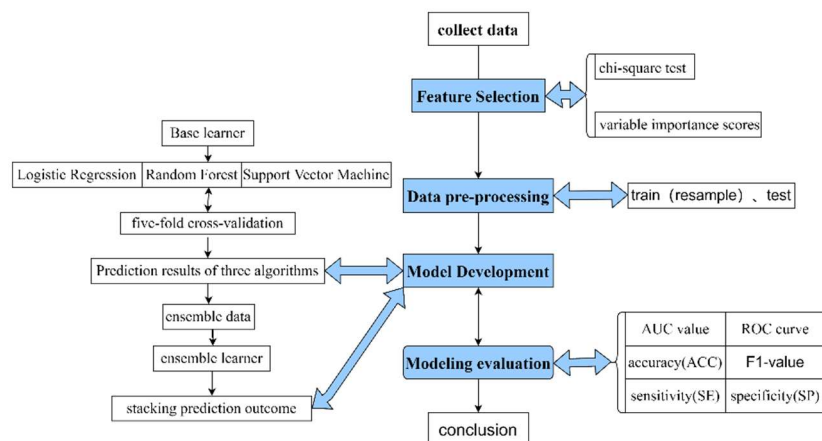 collect data
Feature Selection
chi-square test
variable importance scores
Base learner
Logistic Regression Random Forest Support Vector Machine
five-fold cross-validation
Data pre-processing
train（resample）、test
Prediction results of three algorithms
Model Development
ensemble data
ensemble learner
stacking prediction outcome
Modeling evaluation
AUC value ROC curve
accuracy(ACC) F1-value
sensitivity(SE) specificity(SP)
conclusion